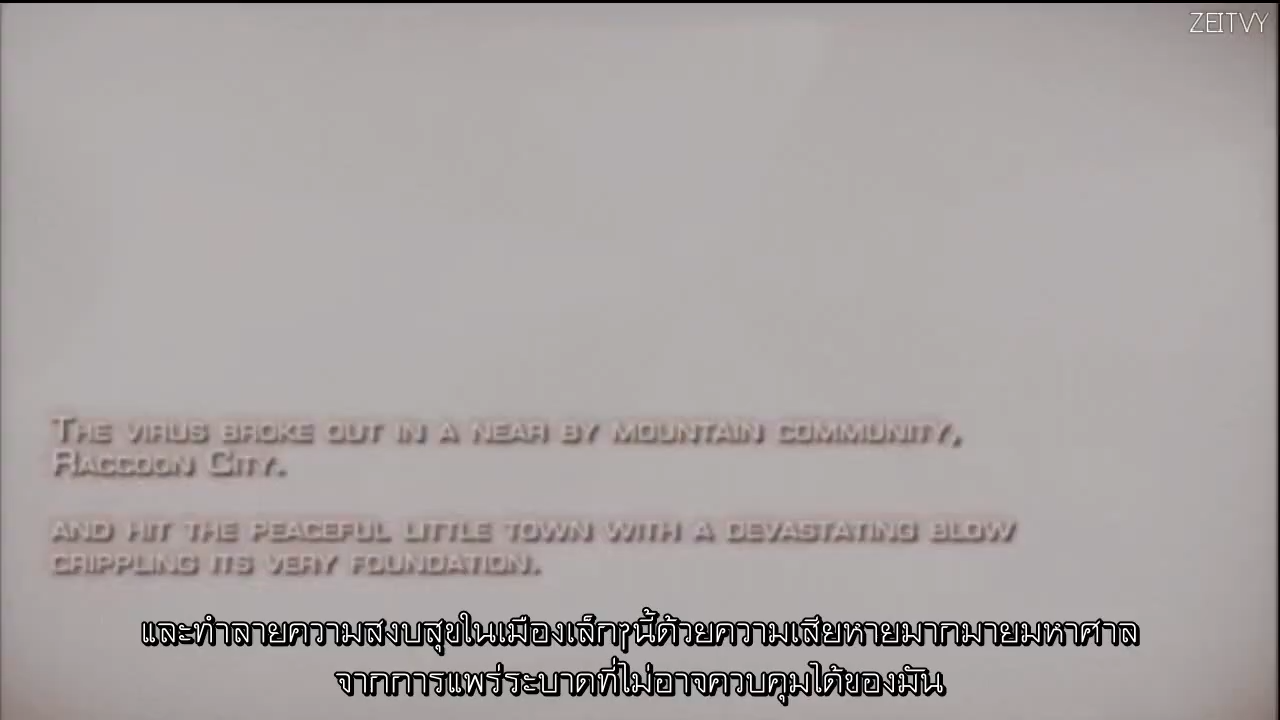 ZEITVY
THE VIRUS BROKE OUT IN A NEAR BY MOUNTAIN COMMUNITY,
RACCOON CITY.
AND HIT THE PEACEFUL LITTLE TOWN WITH A DEVASTATING BLOW
CRIPPLING ITS VERY FOUNDATION.
และทำลายความสงบสุขในเมืองเล็กๆนี้ด้วยความเสียหายมากมายมหาศาล
จากการแพร่ระบาดที่ไม่อาจควบคุมได้ของมัน